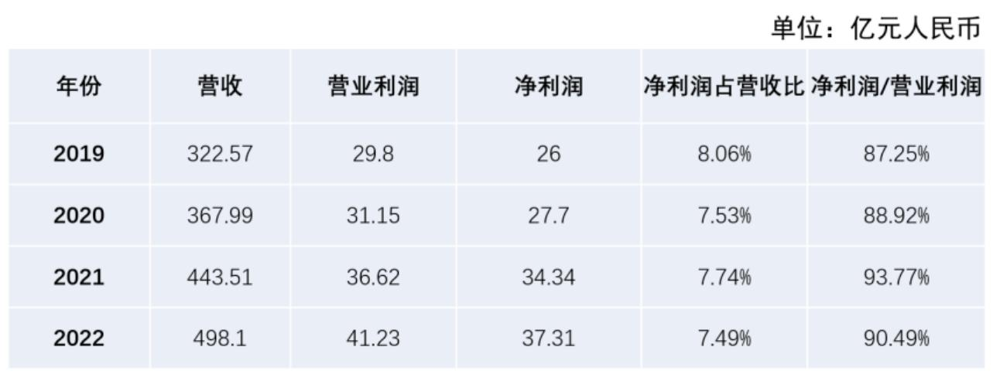 单位：亿元人民币
年份 营收 营业利润 净利润 净利润占营收比 净利润/营业利润
2019 322.57 29.8 26 8.06% 87.25%
2020 367.99 31.15 27.7 7.53% 88.92%
2021 443.51 36.62 34.34 7.74% 93.77%
2022 498.1 41.23 37.31 7.49% 90.49%